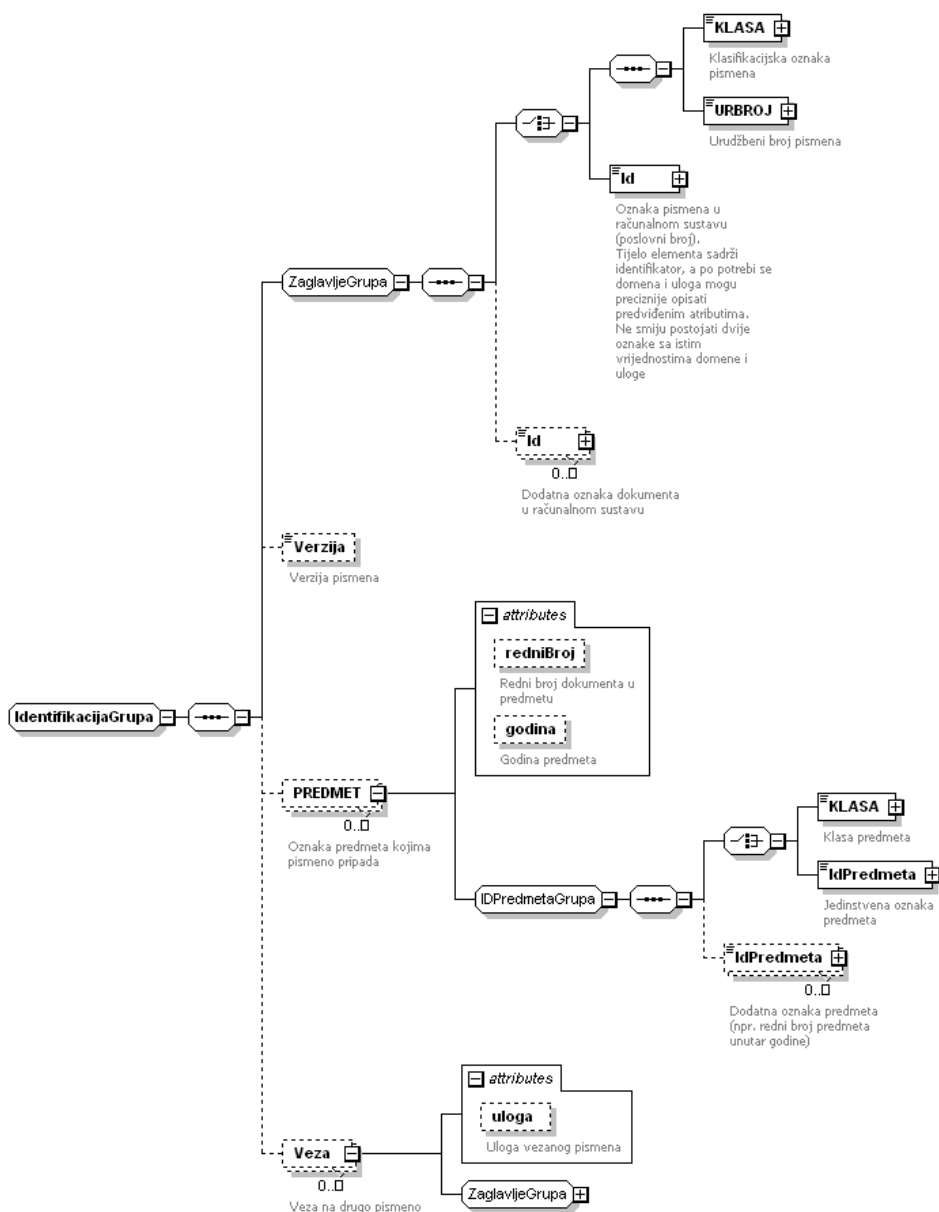 KLASA
Klasifikacijska oznaka
pismena
URBROJ
Urudžbeni broj pismena
Id
Oznaka pismena u
računalnom sustavu
(poslovni broj).
Tijelo elementa sadrži
identifikator, a po potrebi se
domena i uloga mogu
preciznije opisati
predviđenim atributima.
Ne smiju postojati dvije
oznake sa istim
vrijednostima domene i
uloge
ZaglavljeGrupa
Id
0..□
Dodatna oznaka dokumenta
u računalnom sustavu
Verzija
Verzija pismena
attributes
redniBroj
Redni broj dokumenta u
predmetu
godina
Godina predmeta
IdentifikacijaGrupa
PREDMET
0..□
Oznaka predmeta kojima
pismeno pripada
KLASA
Klasa predmeta
IdPredmeta
Jedinstvena oznaka
predmeta
IDPredmetaGrupa
IdPredmeta
0..□
Dodatna oznaka predmeta
(npr. redni broj predmeta
unutar godine)
attributes
uloga
Uloga vezanog pismena
Veza
0..□
Veza na drugo pismeno
ZaglavljeGrupa